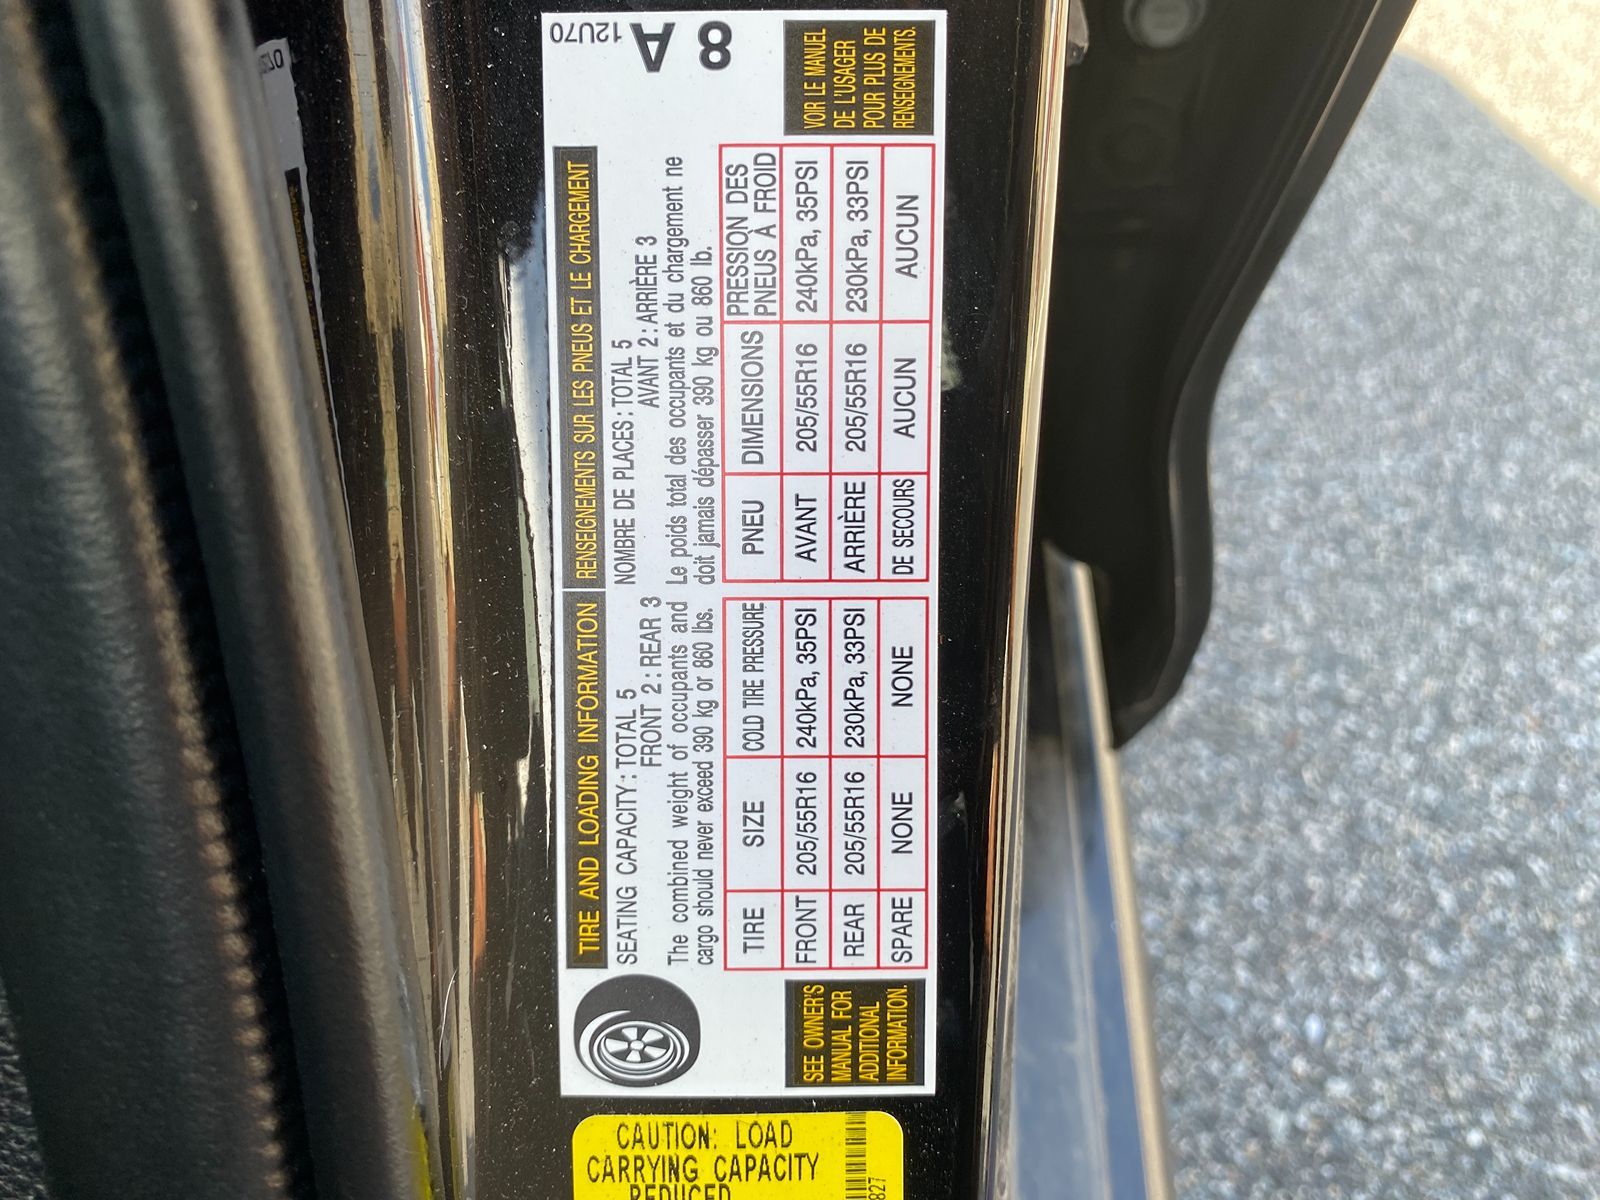 TIRE AND LOADING INFORMATION
SEATING CAPACITY : TOTAL 5
FRONT 2 : REAR 3
The combined weight of occupants and
cargo should never exceed 390 kg or 860 lbs.
TIRE SIZE COLD TIRE PRESSURE
FRONT 205/55R16 240kPa, 35PSI
REAR 205/55R16 230kPa, 33PSI
SPARE NONE NONE
SEE OWNER'S
MANUAL FOR
ADDITIONAL
INFORMATION.
RENSEIGNEMENTS SUR LES PNEUS ET LE CHARGEMENT
NOMBRE DE PLACES : TOTAL 5
AVANT 2 : ARRIÈRE 3
Le poids total des occupants et du chargement ne
doit jamais dépasser 390 kg ou 860 lb.
PNEU DIMENSIONS PRESSION DES
PNEUS À FROID
AVANT 205/55R16 240kPa, 35PSI
ARRIÈRE 205/55R16 230kPa, 33PSI
DE SECOURS AUCUN AUCUN
VOIR LE MANUEL
DE L'USAGER
POUR PLUS DE
RENSEIGNEMENTS.
12U70
A
8
CAUTION: LOAD
CARRYING CAPACITY
REDUCED